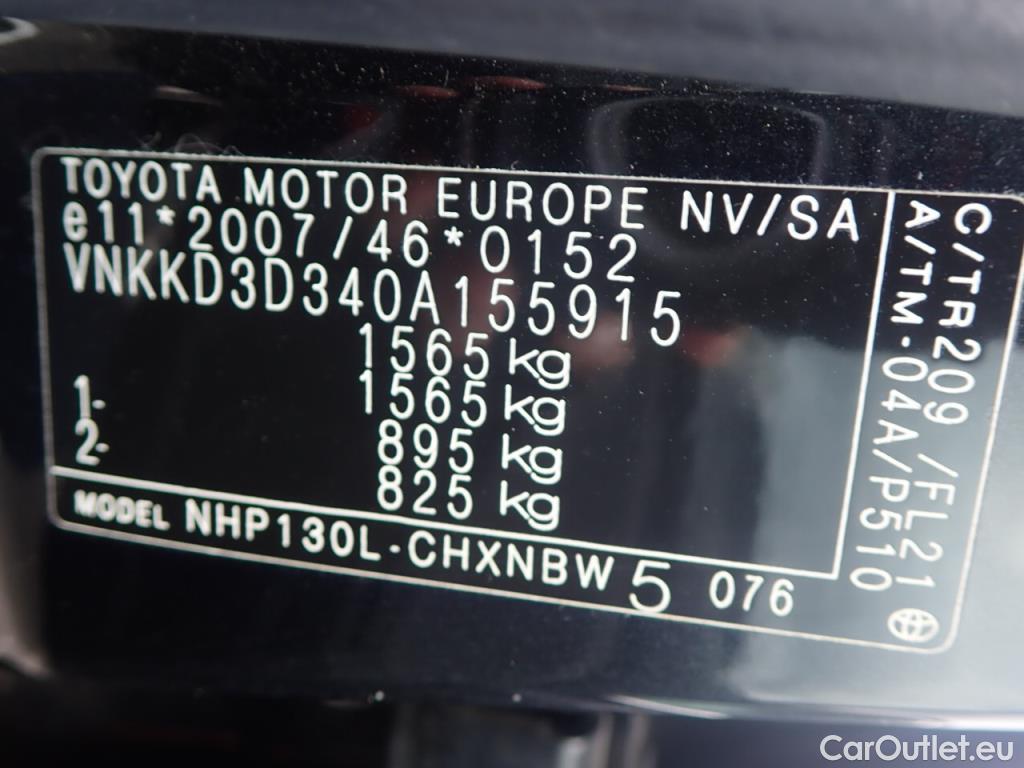 TOYOTA MOTOR EUROPE NV/SA
e11*2007/46*0152
VNKKD3D340A155915
1565 kg
1565 kg
1- 895 kg
2- 825 kg
MODEL NHP130L-CHXNBW 5 076
C/TR209 /FL21
A/TM-04A/P510
CarOutlet.eu